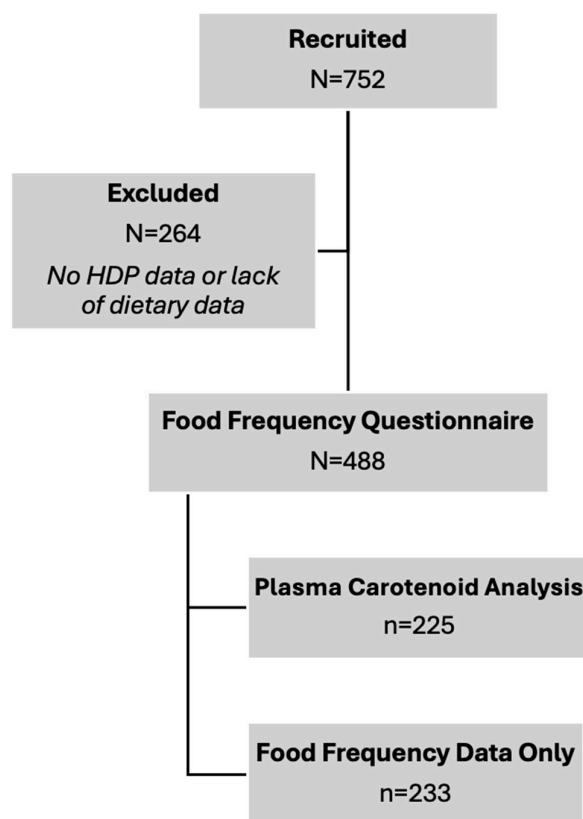 Recruited
N=752
Excluded
N=264
No HDP data or lack
of dietary data
Food Frequency Questionnaire
N=488
Plasma Carotenoid Analysis
n=225
Food Frequency Data Only
n=233